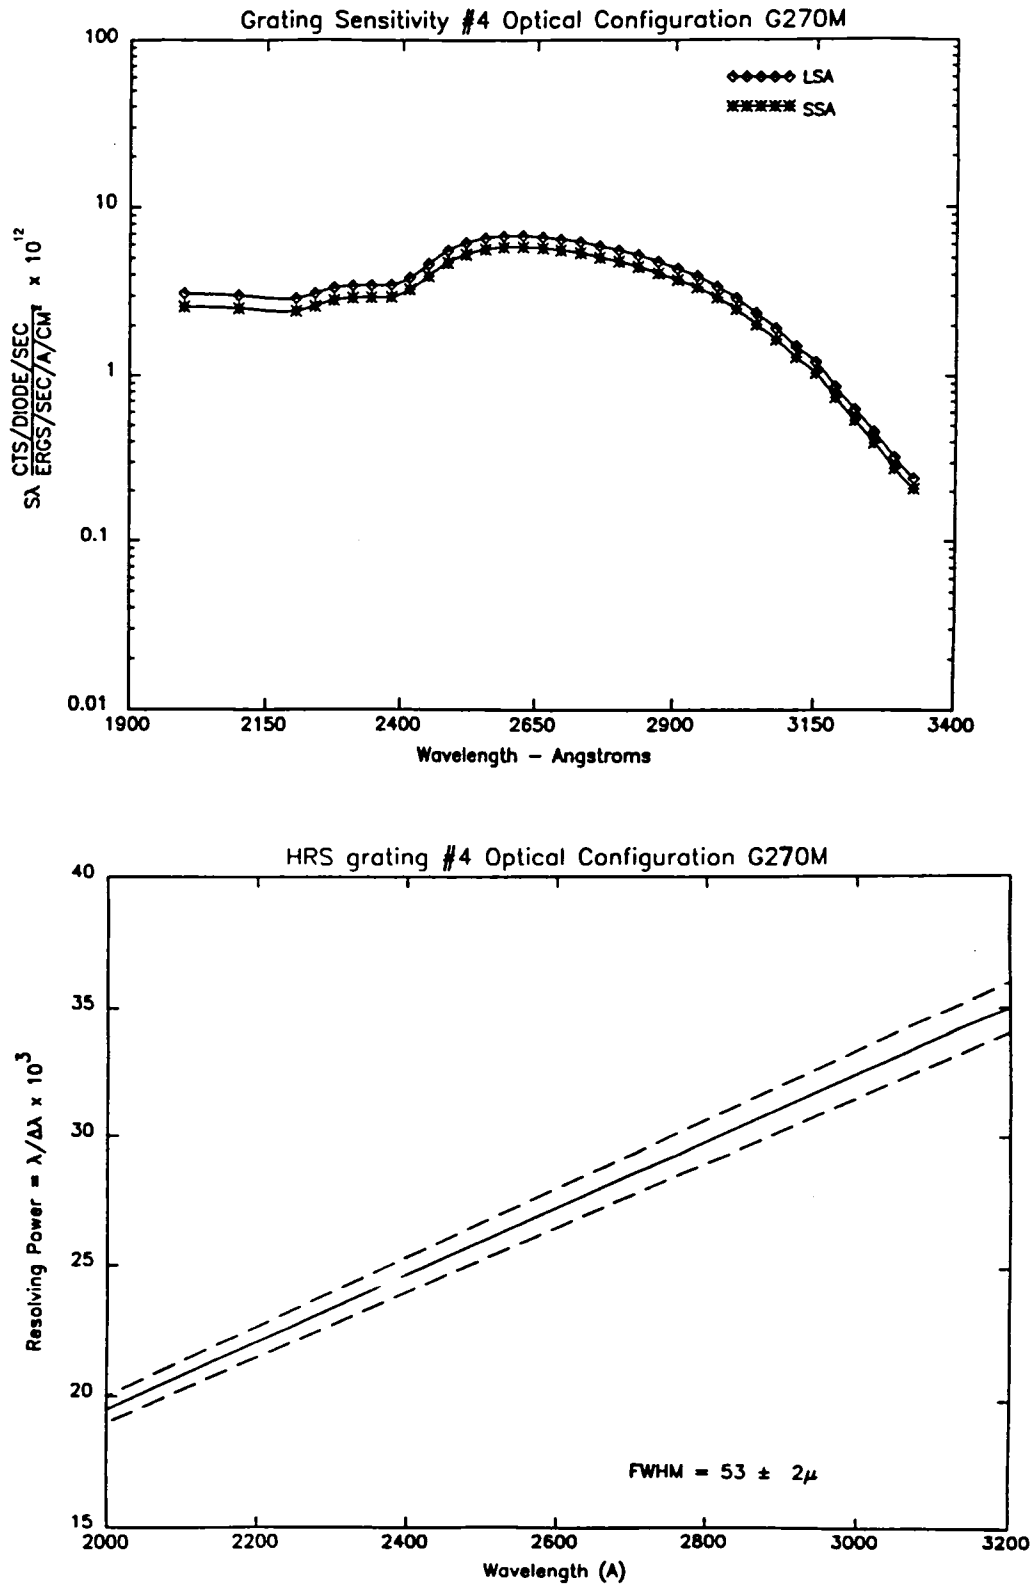 Grating Sensitivity #4 Optical Configuration G270M
100
10
1
0.1
0.01
LSA
SSA
Sλ CTS/DIODE/SEC
ERGS/SEC/A/CM² x 10¹²
1900 2150 2400 2650 2900 3150 3400
Wavelength – Angstroms
HRS grating #4 Optical Configuration G270M
40
35
30
25
20
15
Resolving Power = λ/Δλ x 10³
FWHM = 53 ± 2μ
2000 2200 2400 2600 2800 3000 3200
Wavelength (A)